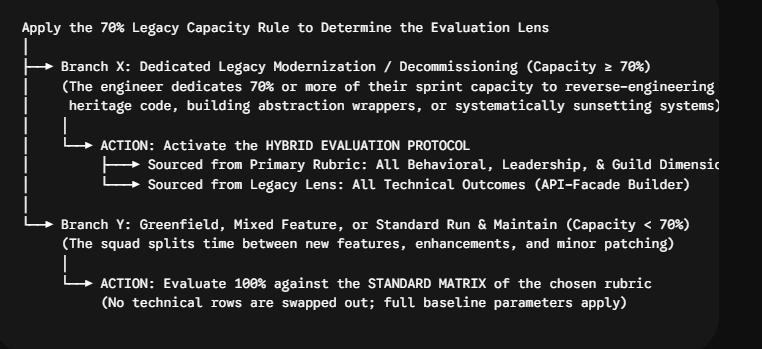 Apply the 70% Legacy Capacity Rule to Determine the Evaluation Lens
Branch X: Dedicated Legacy Modernization / Decommissioning (Capacity ≥ 70%)
(The engineer dedicates 70% or more of their sprint capacity to reverse-engineering
heritage code, building abstraction wrappers, or systematically sunsetting systems)
ACTION: Activate the HYBRID EVALUATION PROTOCOL
Sourced from Primary Rubric: All Behavioral, Leadership, & Guild
Sourced from Legacy Lens: All Technical Outcomes (API-Facade Builder)
Branch Y: Greenfield, Mixed Feature, or Standard Run & Maintain (Capacity < 70%)
(The squad splits time between new features, enhancements, and minor patching)
ACTION: Evaluate 100% against the STANDARD MATRIX of the chosen rubric
(No technical rows are swapped out; full baseline parameters apply)